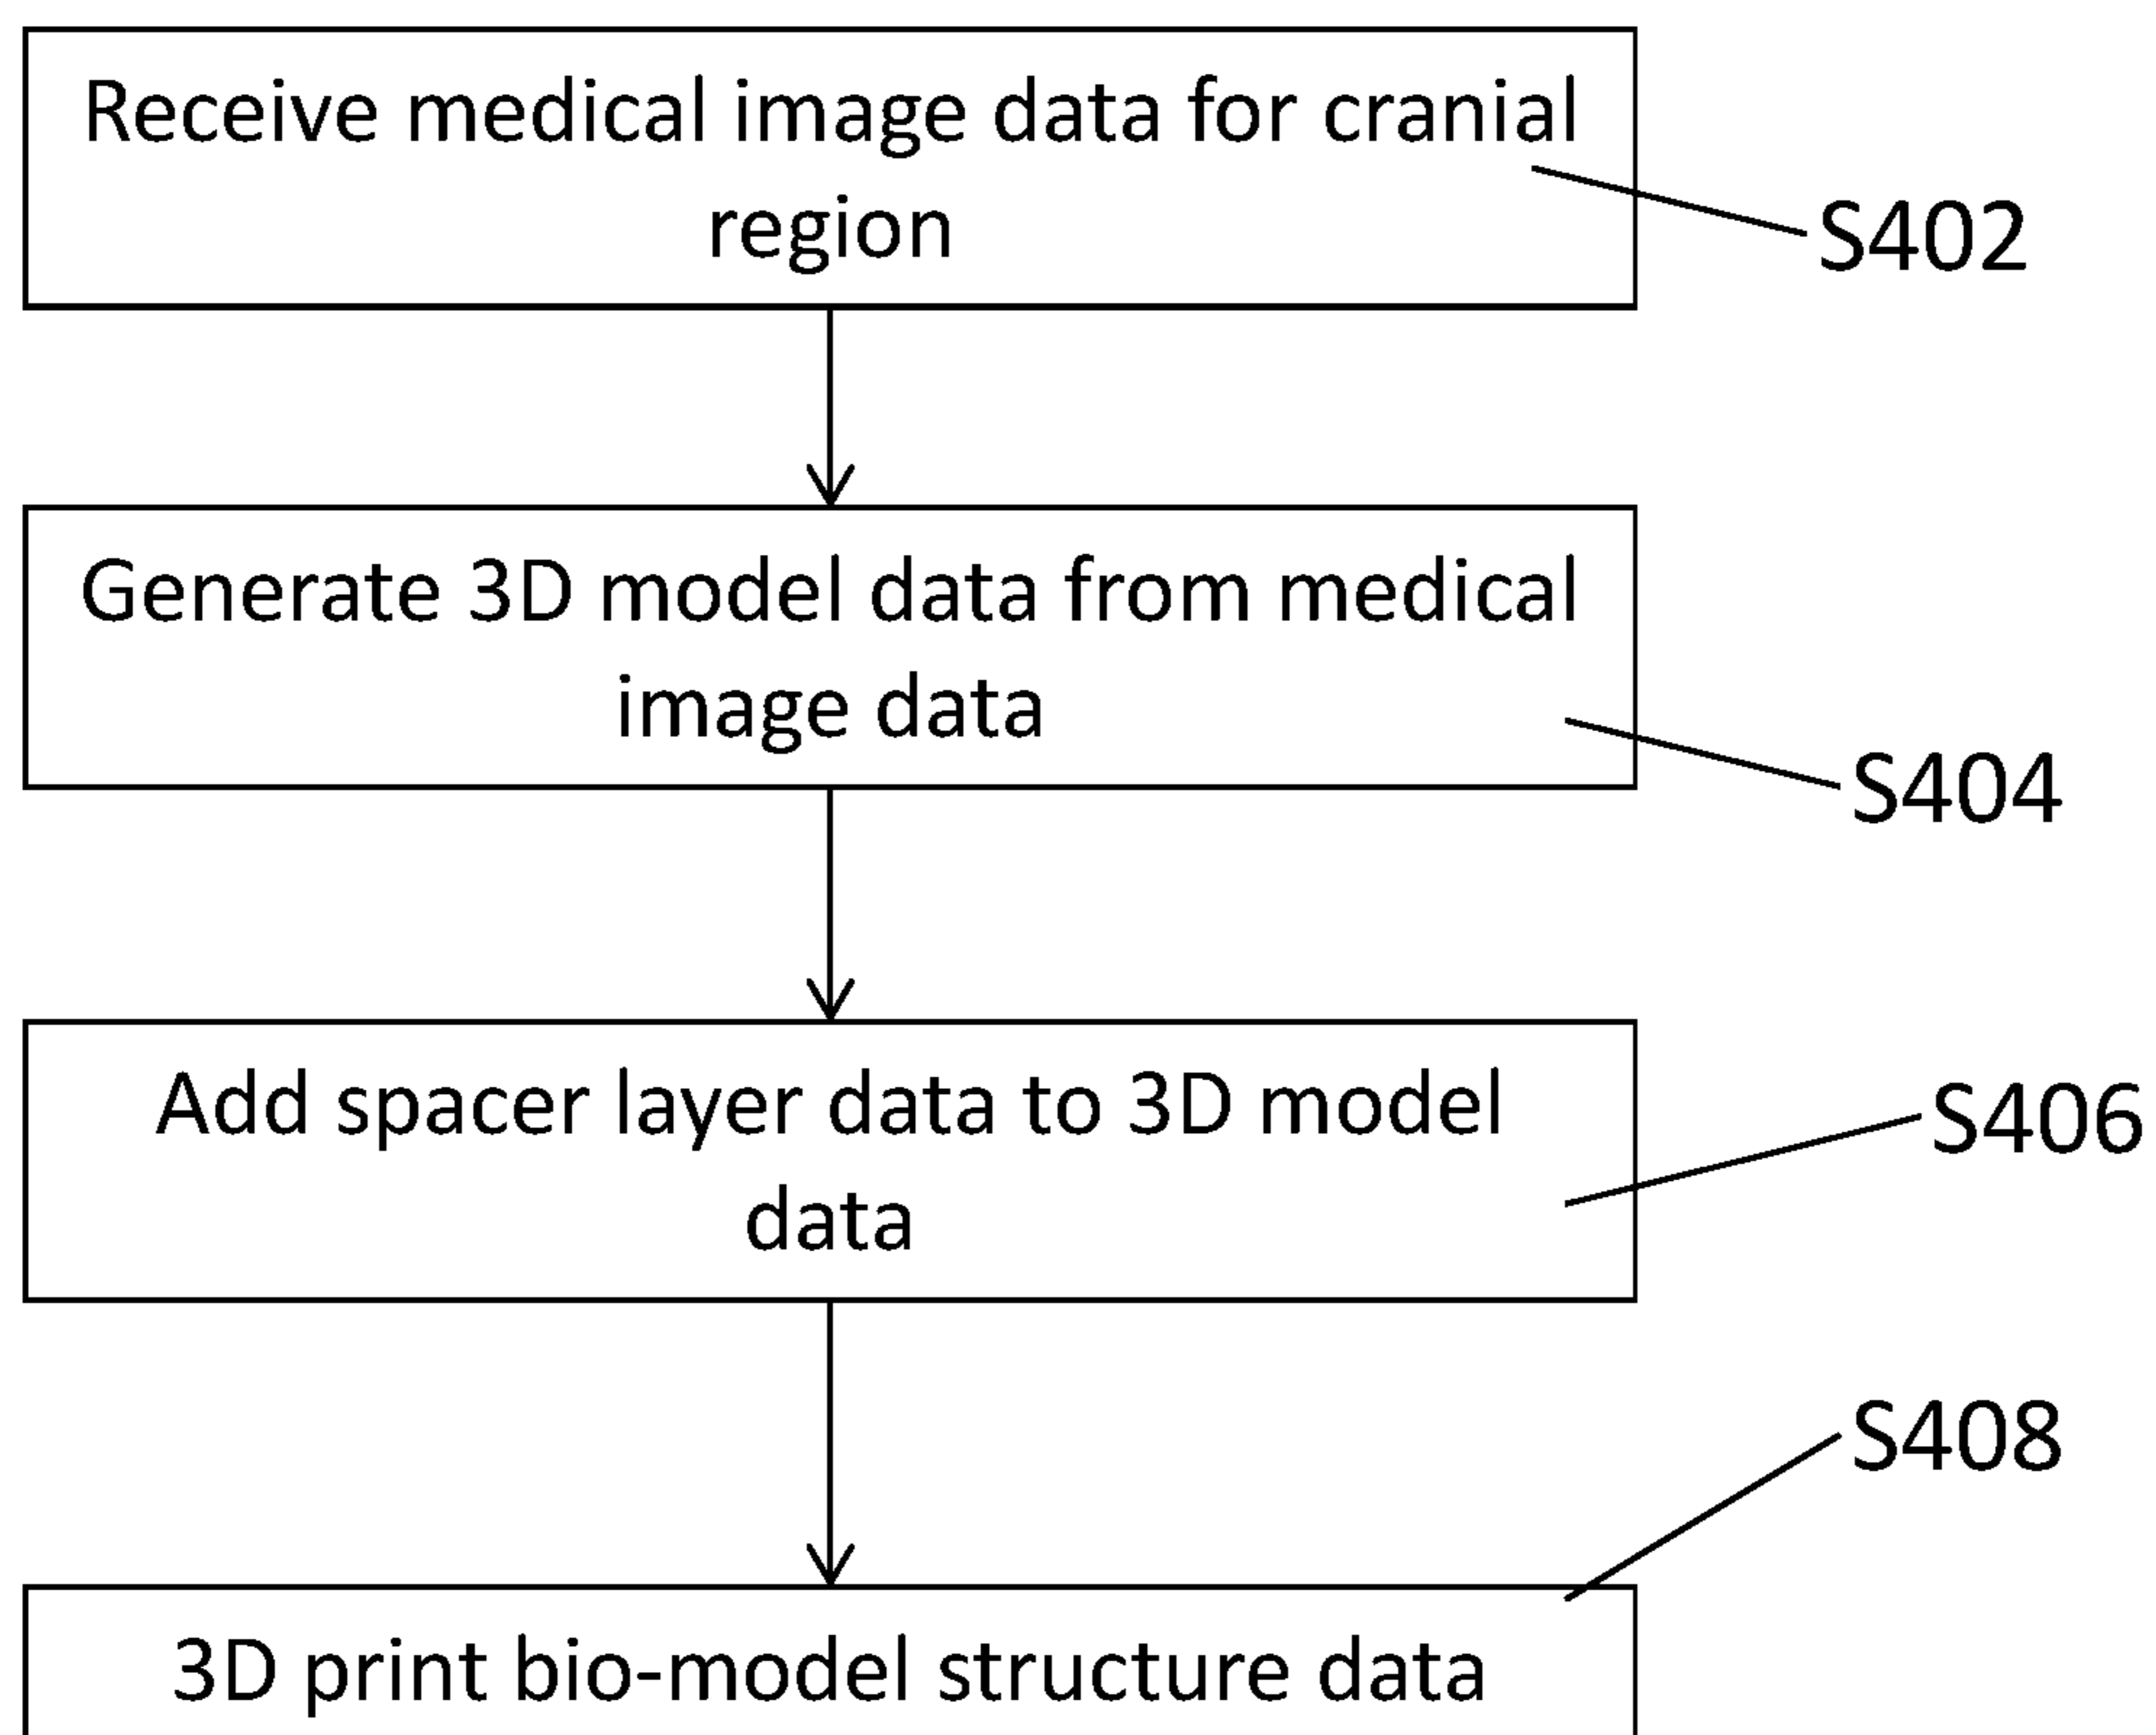 Receive medical image data for cranial
region
S402
Generate 3D model data from medical
image data
S404
Add spacer layer data to 3D model
data
S406
S408
3D print bio-model structure data